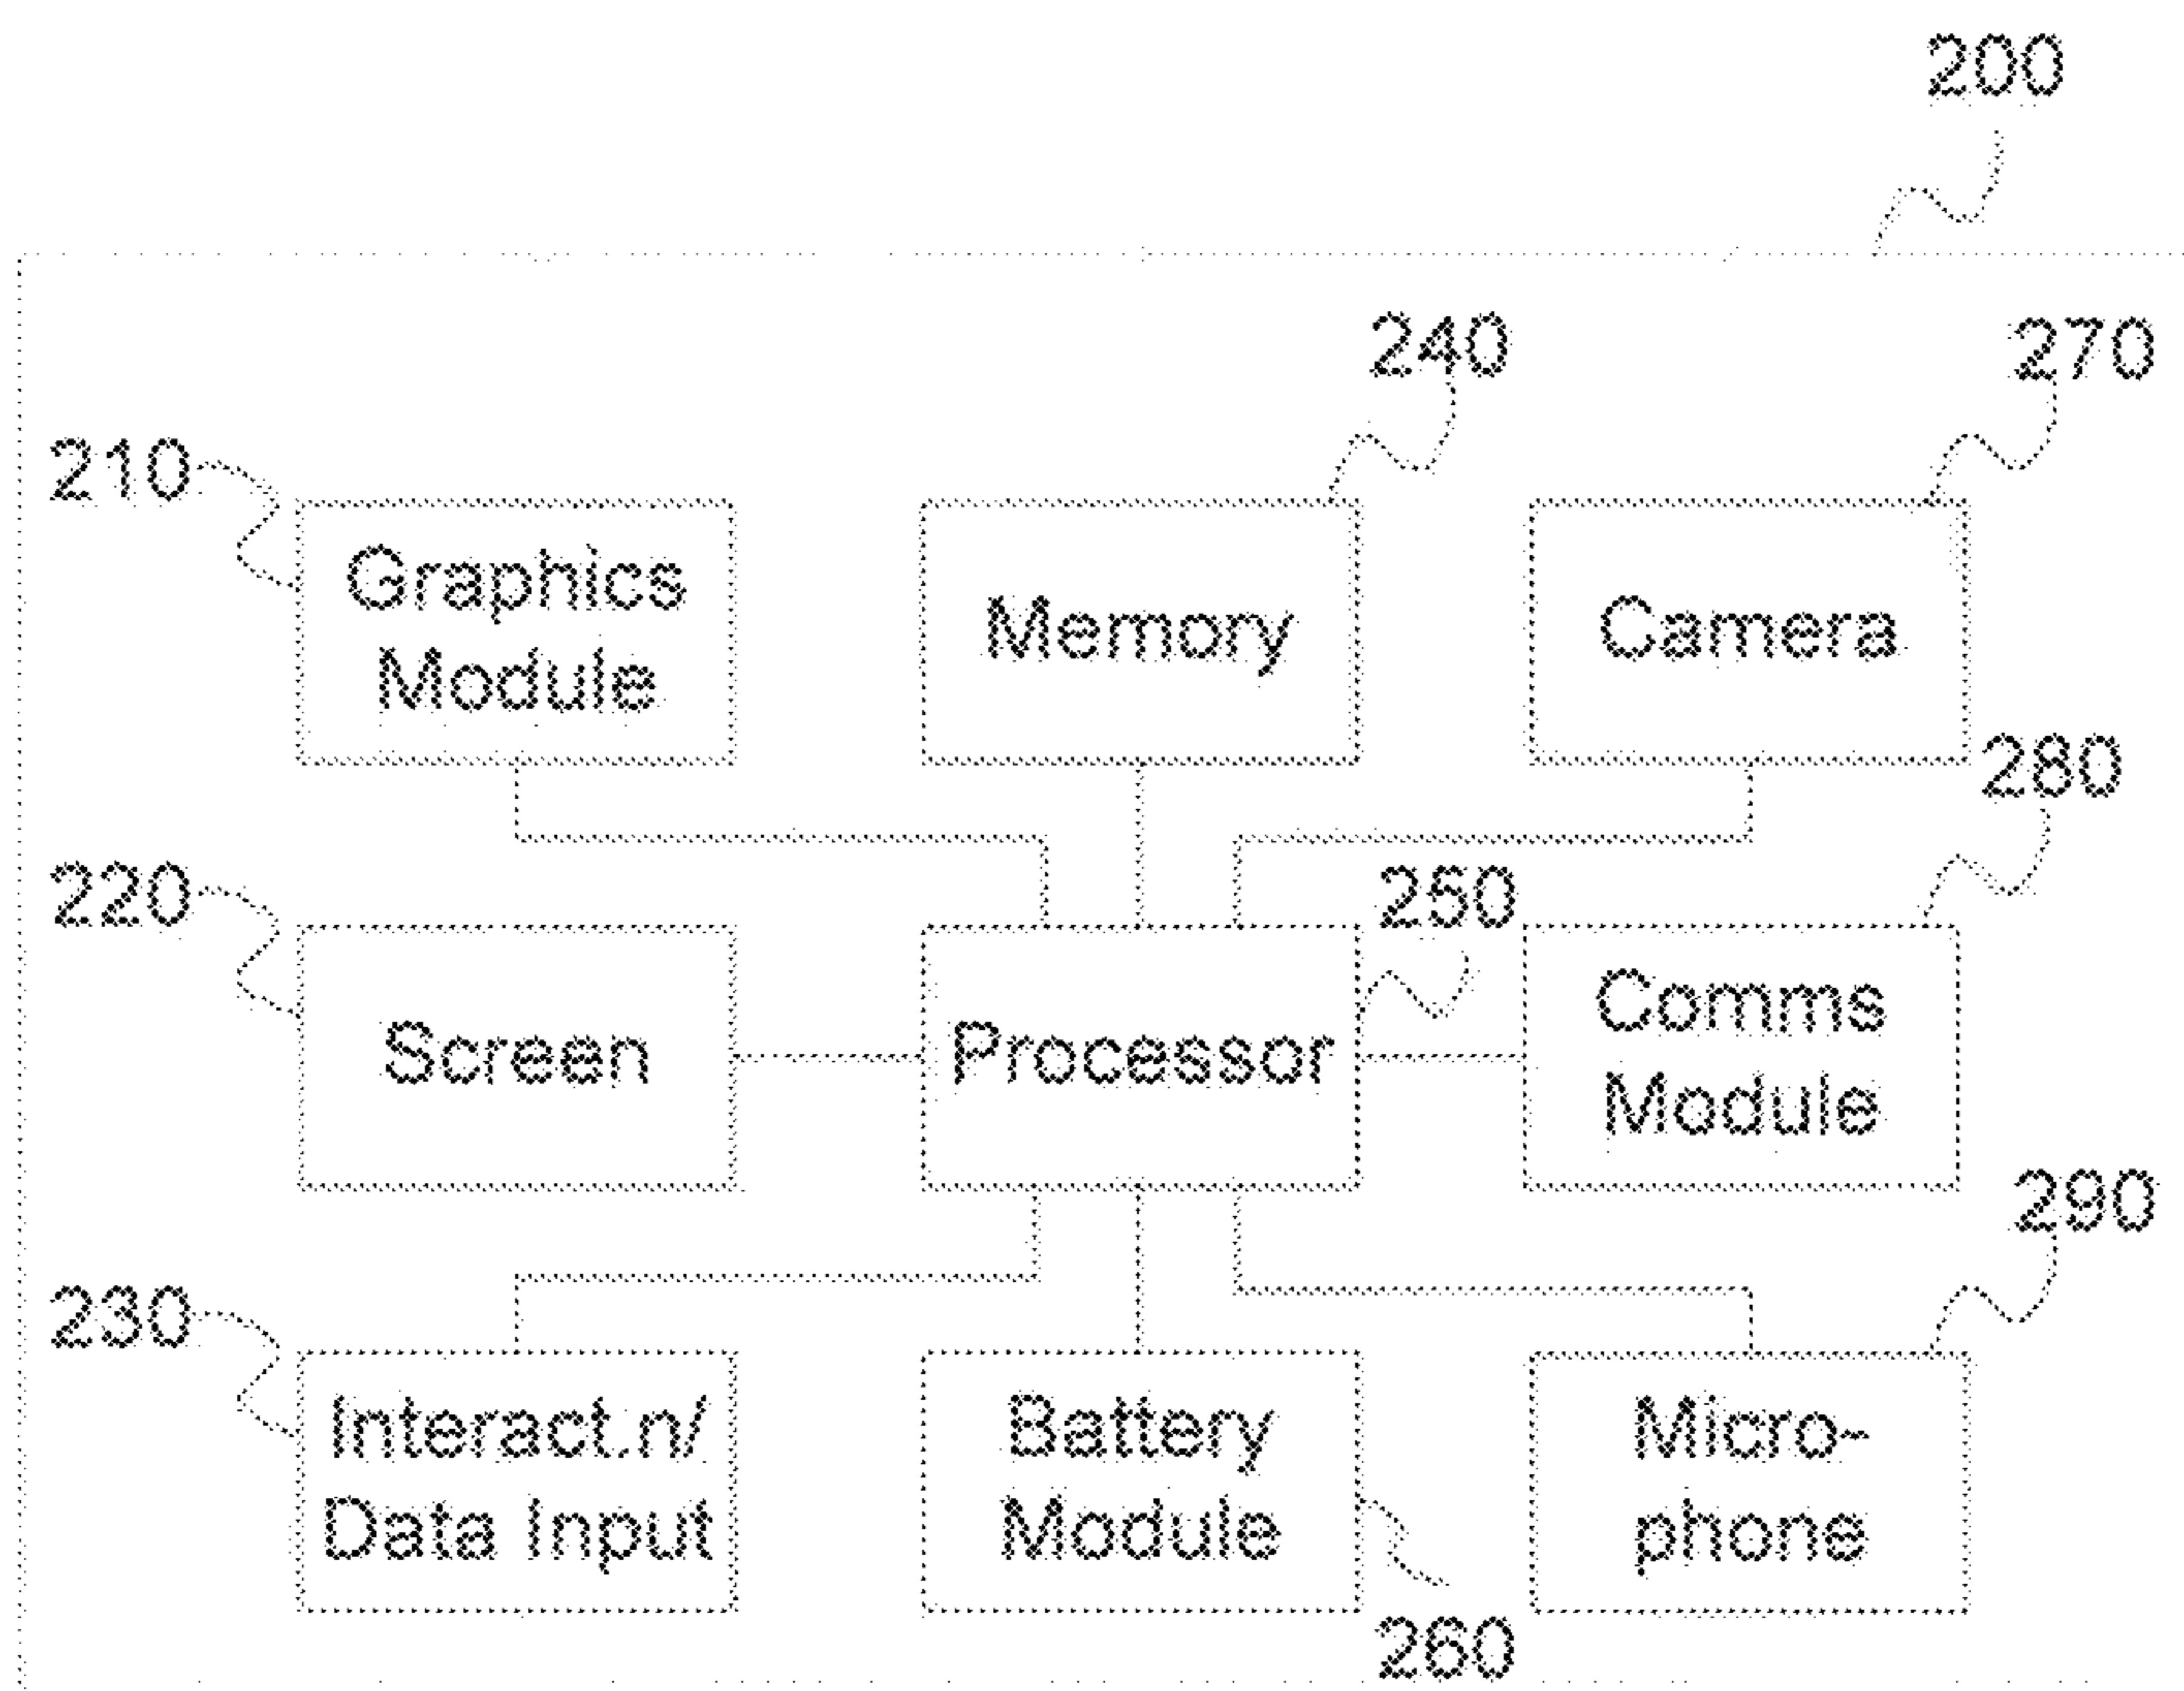 200
240
270
210
Graphics
Module
Memory
Camera
280
220
250
Screen
Processor
Comms
Module
290
230
Interact.n/
Data Input
Battery
Module
Micro-
phone
260